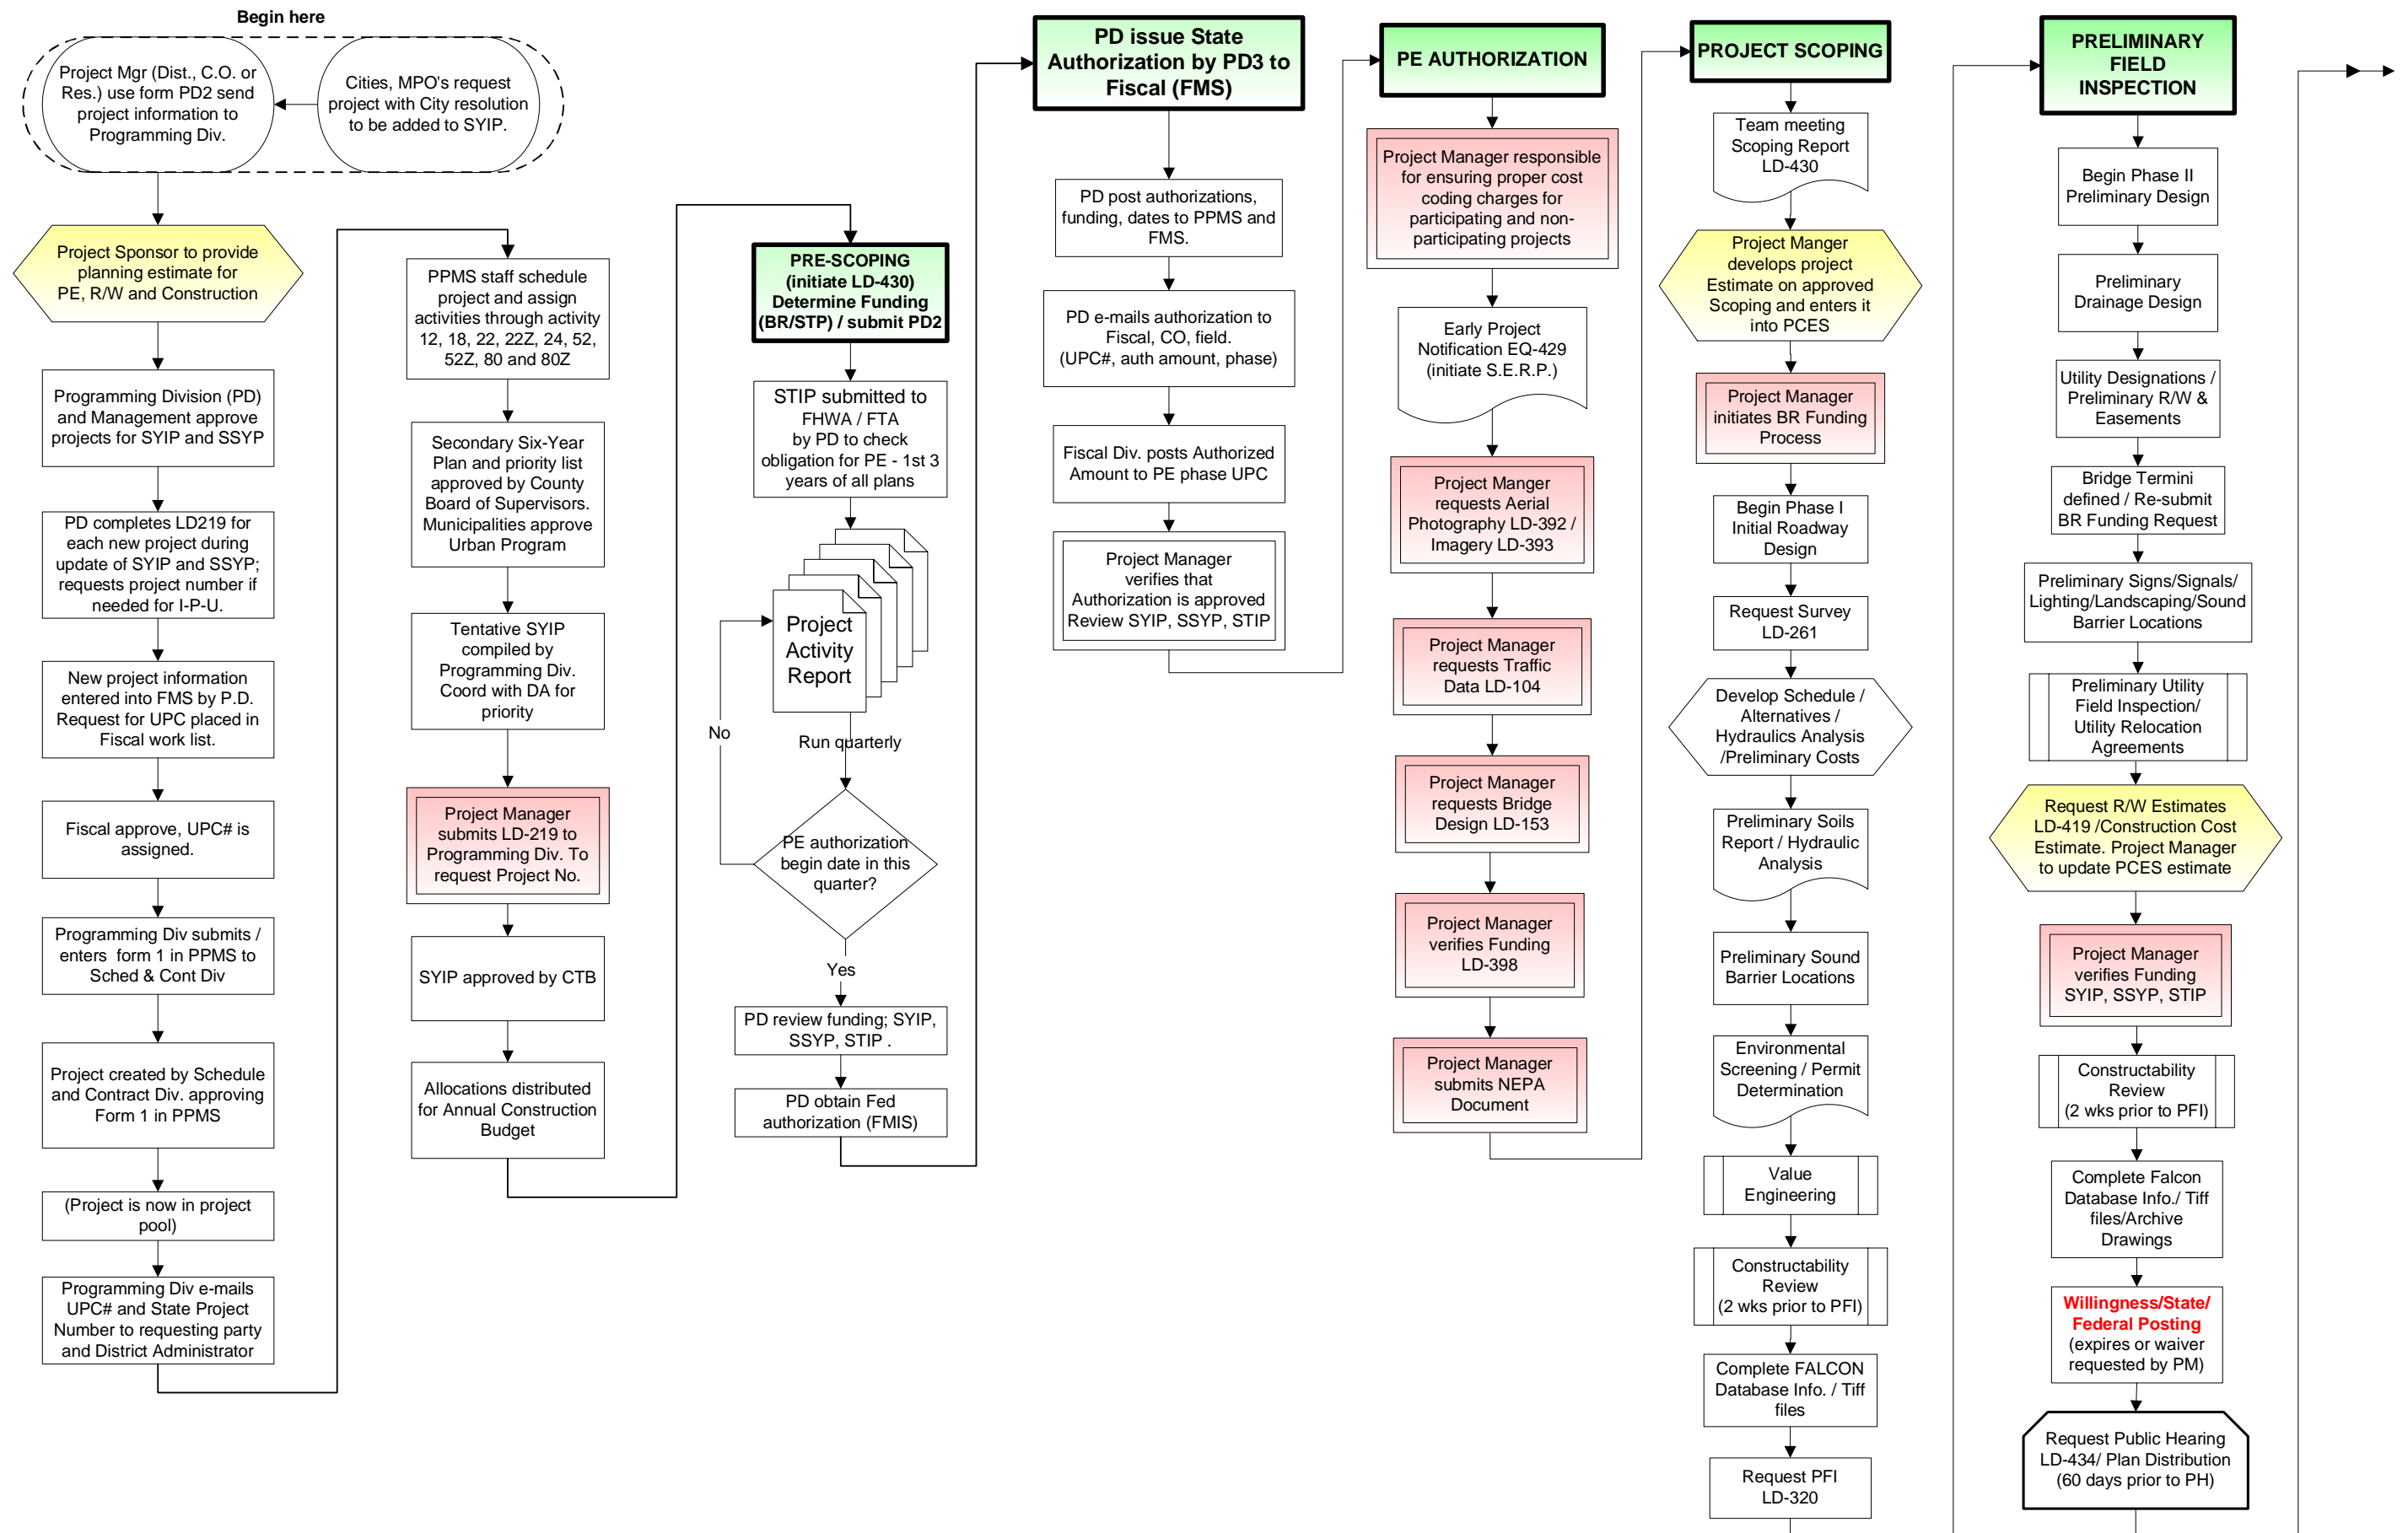 Begin here
Project Mgr (Dist., C.O. or
Res.) use form PD2 send
project information to
Programming Div.
Cities, MPO's request
project with City resolution
to be added to SYIP.
Project Sponsor to provide
planning estimate for
PE, R/W and Construction
Programming Division (PD)
and Management approve
projects for SYIP and SSYP
PD completes LD219 for
each new project during
update of SYIP and SSYP;
requests project number if
needed for I-P-U.
New project information
entered into FMS by P.D.
Request for UPC placed in
Fiscal work list.
Fiscal approve, UPC# is
assigned.
Programming Div submits /
enters form 1 in PPMS to
Sched & Cont Div
Project created by Schedule
and Contract Div. approving
Form 1 in PPMS
(Project is now in project
pool)
Programming Div e-mails
UPC# and State Project
Number to requesting party
and District Administrator
PPMS staff schedule
project and assign
activities through activity
12, 18, 22, 22Z, 24, 52,
52Z, 80 and 80Z
Secondary Six-Year
Plan and priority list
approved by County
Board of Supervisors.
Municipalities approve
Urban Program
Tentative SYIP
compiled by
Programming Div.
Coord with DA for
priority
Project Manager
submits LD-219 to
Programming Div. To
request Project No.
SYIP approved by CTB
Allocations distributed
for Annual Construction
Budget
PRE-SCOPING
(initiate LD-430)
Determine Funding
(BR/STP) / submit PD2
STIP submitted to
FHWA / FTA
by PD to check
obligation for PE - 1st 3
years of all plans
Project
Activity
Report
No
Run quarterly
PE authorization
begin date in this
quarter?
Yes
PD review funding; SYIP,
SSYP, STIP .
PD obtain Fed
authorization (FMIS)
PD issue State
Authorization by PD3 to
Fiscal (FMS)
PD post authorizations,
funding, dates to PPMS and
FMS.
PD e-mails authorization to
Fiscal, CO, field.
(UPC#, auth amount, phase)
Fiscal Div. posts Authorized
Amount to PE phase UPC
Project Manager
verifies that
Authorization is approved
Review SYIP, SSYP, STIP
PE AUTHORIZATION
Project Manager responsible
for ensuring proper cost
coding charges for
participating and non-
participating projects
Early Project
Notification EQ-429
(initiate S.E.R.P.)
Project Manger
requests Aerial
Photography LD-392 /
Imagery LD-393
Project Manager
requests Traffic
Data LD-104
Project Manager
requests Bridge
Design LD-153
Project Manager
verifies Funding
LD-398
Project Manager
submits NEPA
Document
PROJECT SCOPING
Team meeting
Scoping Report
LD-430
Project Manger
develops project
Estimate on approved
Scoping and enters it
into PCES
Project Manager
initiates BR Funding
Process
Begin Phase I
Initial Roadway
Design
Request Survey
LD-261
Develop Schedule /
Alternatives /
Hydraulics Analysis
/Preliminary Costs
Preliminary Soils
Report / Hydraulic
Analysis
Preliminary Sound
Barrier Locations
Environmental
Screening / Permit
Determination
Value
Engineering
Constructability
Review
(2 wks prior to PFI)
Complete FALCON
Database Info. / Tiff
files
Request PFI
LD-320
PRELIMINARY
FIELD
INSPECTION
Begin Phase II
Preliminary Design
Preliminary
Drainage Design
Utility Designations /
Preliminary R/W &
Easements
Bridge Termini
defined / Re-submit
BR Funding Request
Preliminary Signs/Signals/
Lighting/Landscaping/Sound
Barrier Locations
Preliminary Utility
Field Inspection/
Utility Relocation
Agreements
Request R/W Estimates
LD-419 /Construction Cost
Estimate. Project Manager
to update PCES estimate
Project Manager
verifies Funding
SYIP, SSYP, STIP
Constructability
Review
(2 wks prior to PFI)
Complete Falcon
Database Info./ Tiff
files/Archive
Drawings
Willingness/State/
Federal Posting
(expires or waiver
requested by PM)
Request Public Hearing
LD-434/ Plan Distribution
(60 days prior to PH)